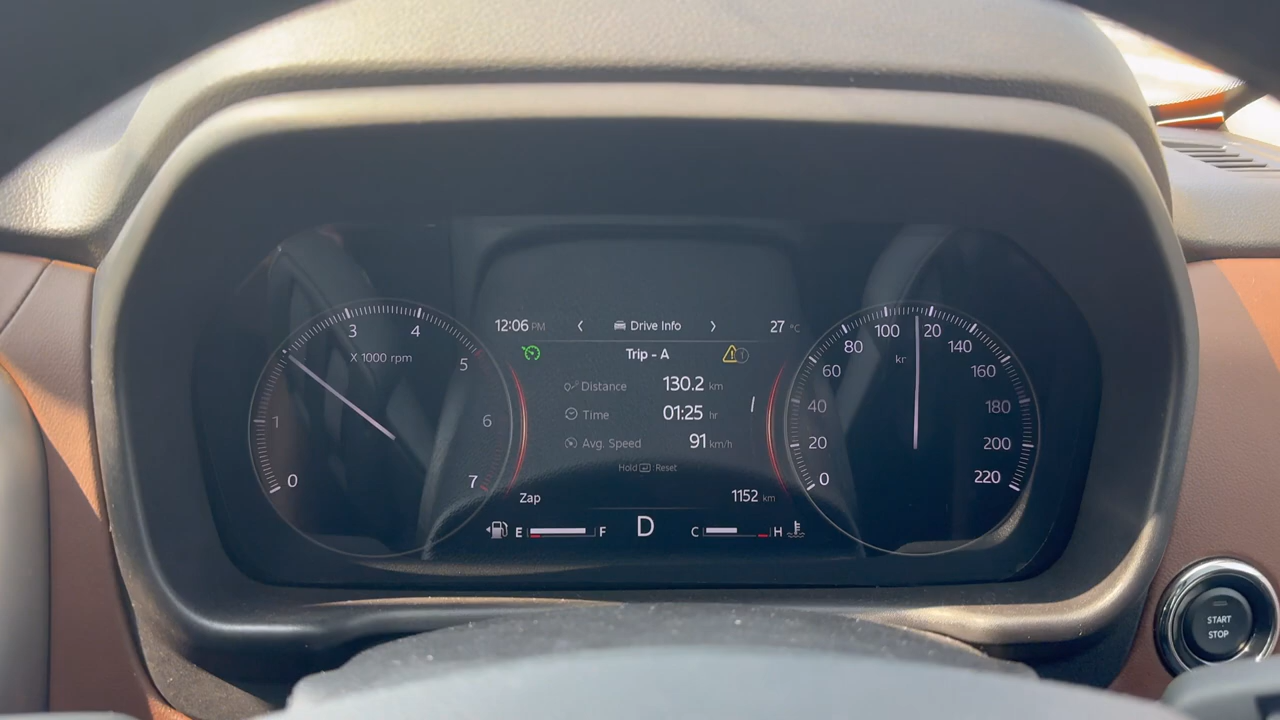 12:06 PM < Drive Info > 27 °C
Trip - A
Distance 130.2 km
Time 01:25 hr
Avg. Speed 91 km/h
Hold Reset
Zap 1152 km
E F D C H
0 1 3 4 5 6 7
X 1000 rpm
0 20 40 60 80 100 20 140 160 180 200 220
START
STOP